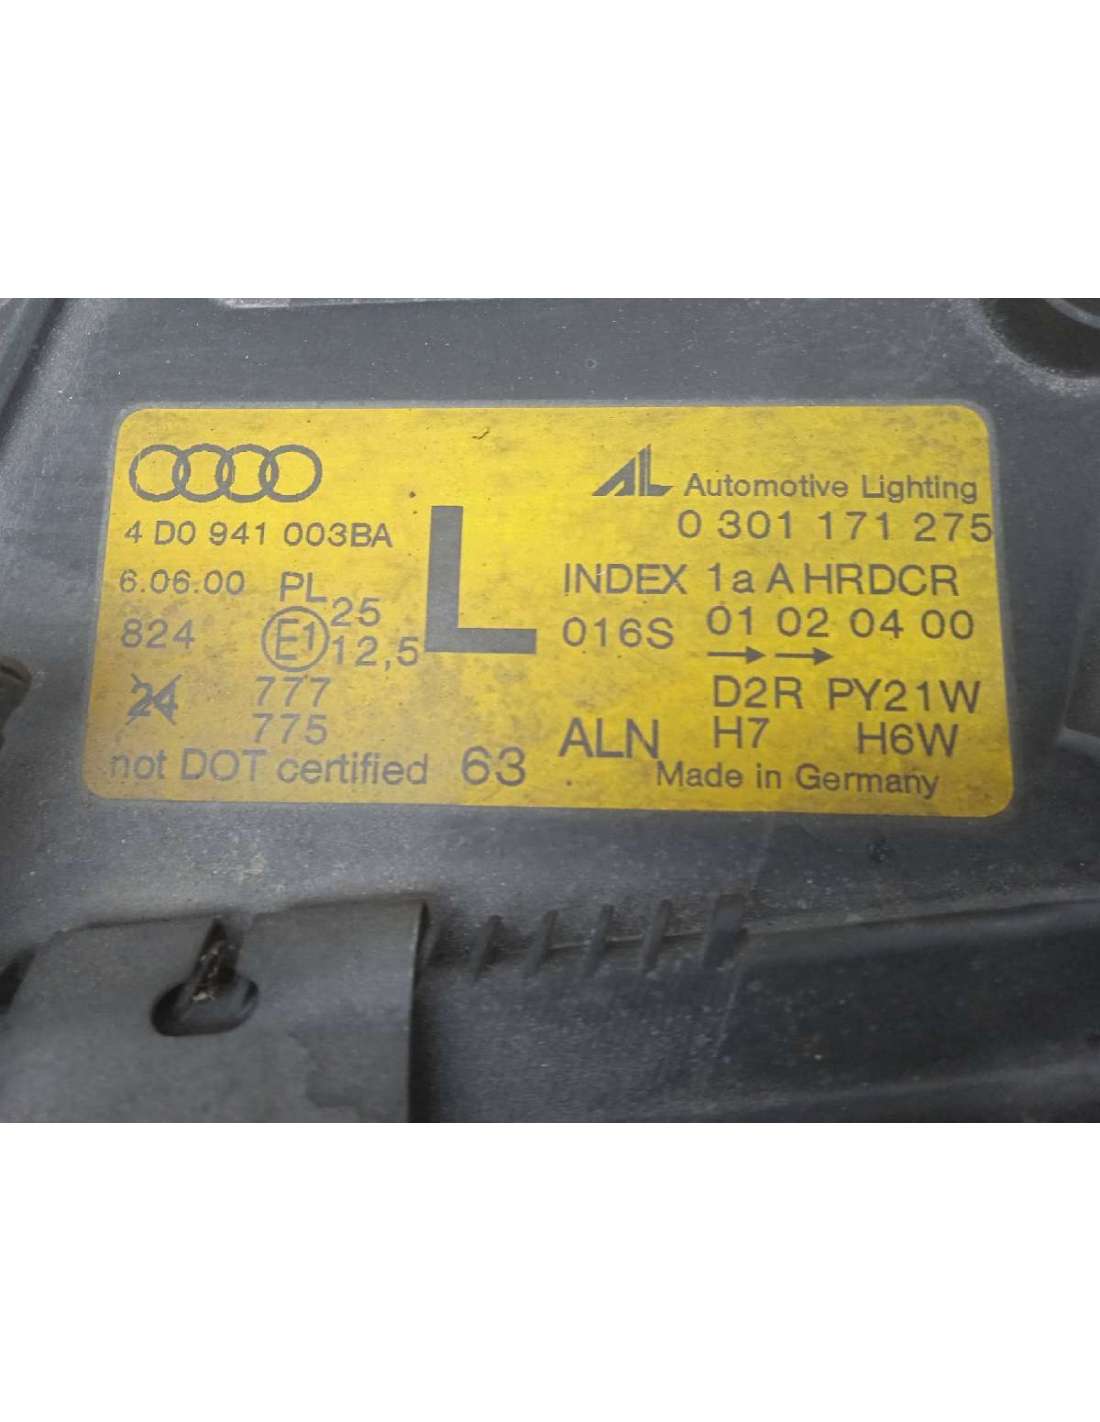 AL Automotive Lighting
4 D0 941 003BA
L
0 301 171 275
6.06.00 PL 25
INDEX 1a A HRDCR
824 E1 12,5
016S 01 02 04 00
24 777
D2R PY21W
775
ALN H7 H6W
not DOT certified 63
Made in Germany